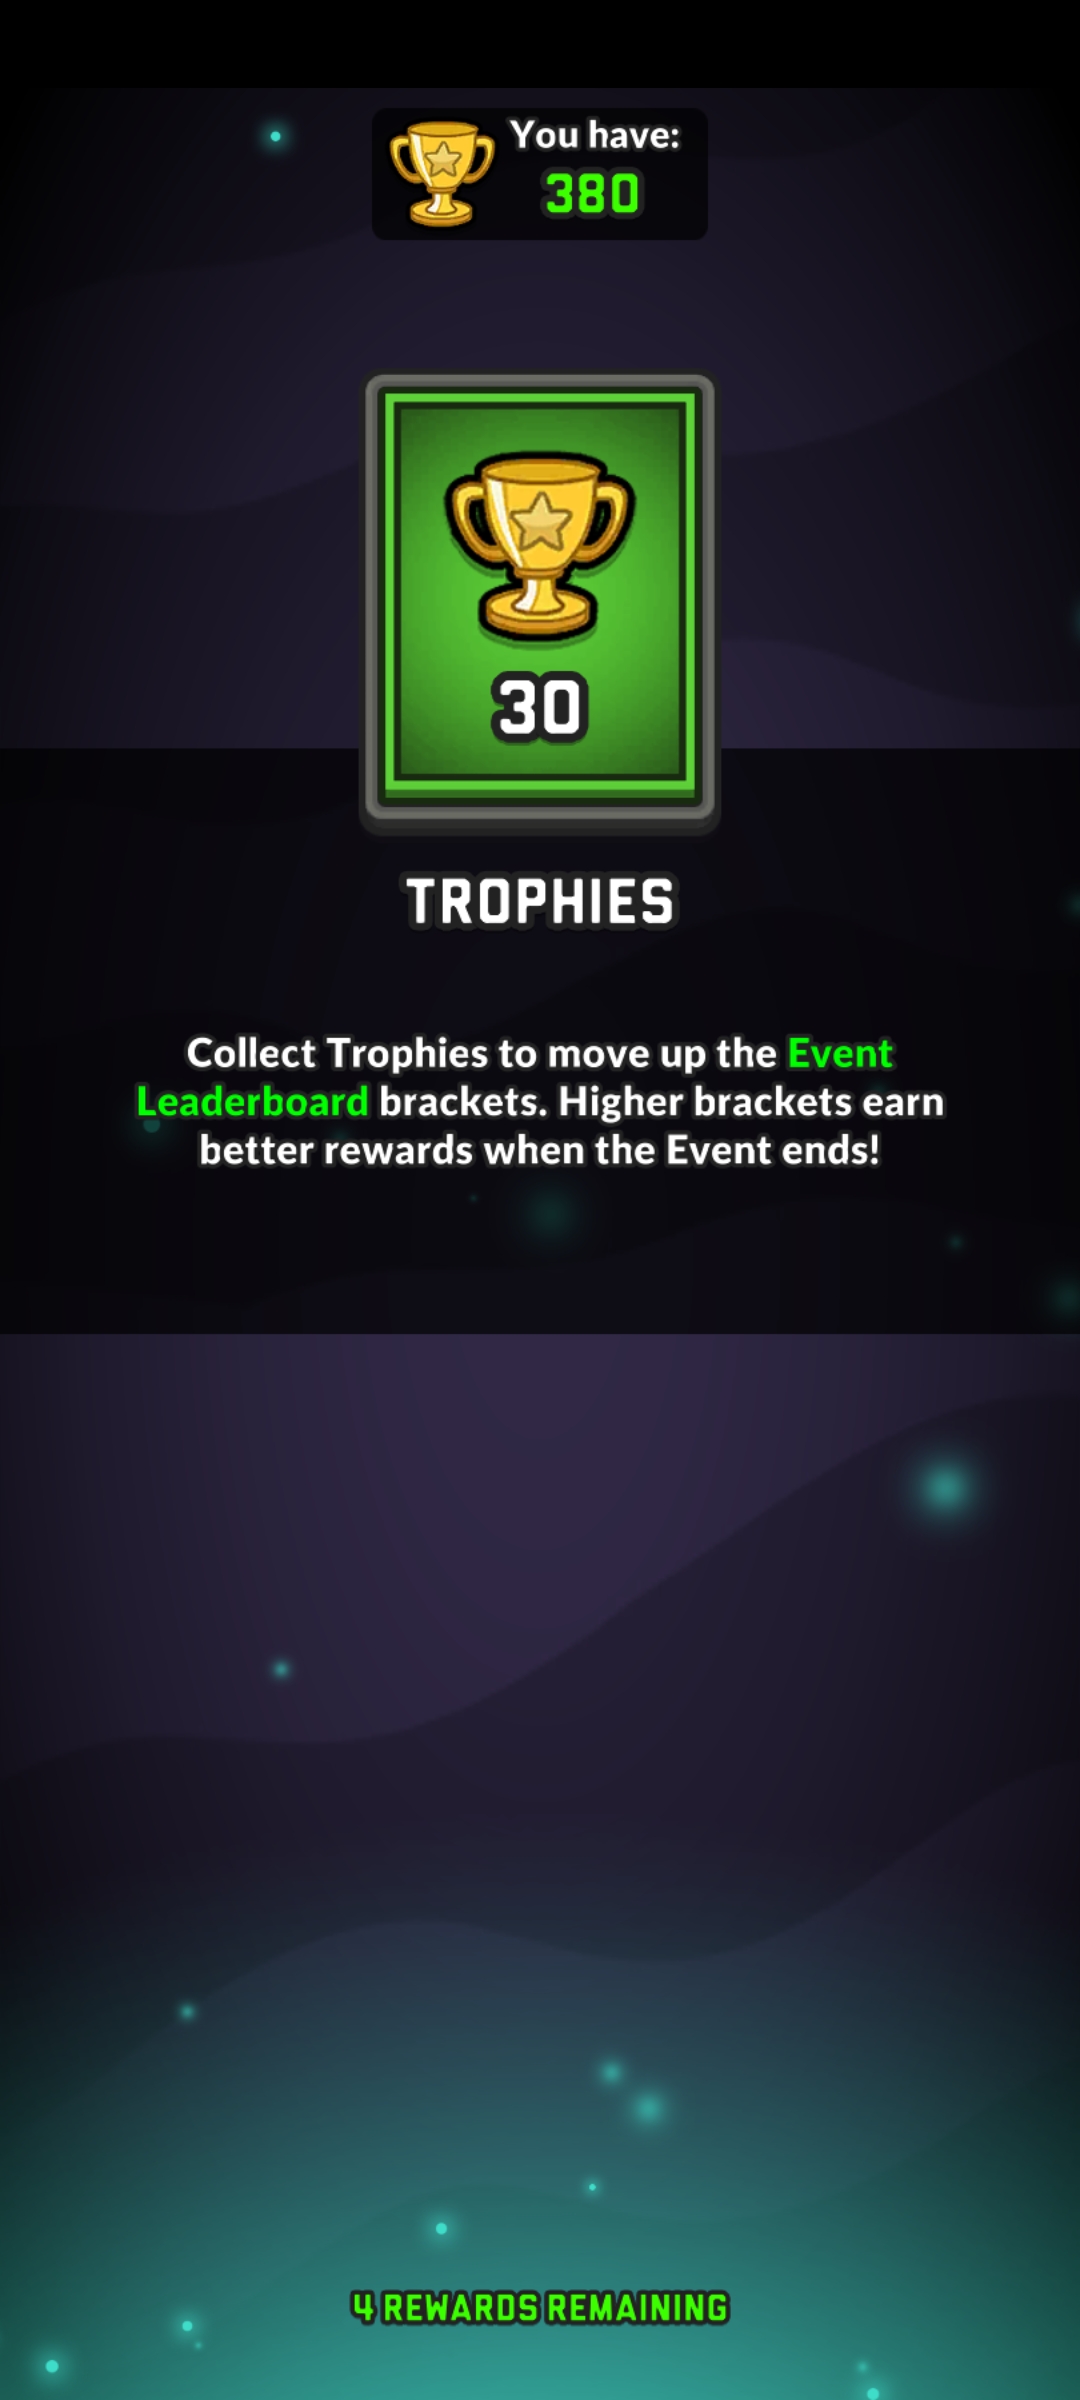 You have:
380
30
TROPHIES
Collect Trophies to move up the Event
Leaderboard brackets. Higher brackets earn
better rewards when the Event ends!
4 REWARDS REMAINING